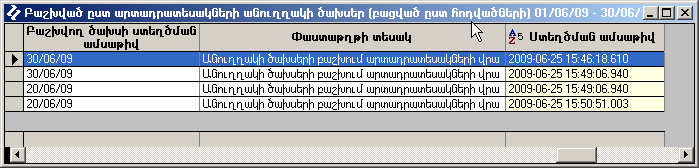 Բաշխված ըստ արտադրատեսակների անուղղակի ծախսեր (բացված ըստ հոդվածների) 01/06/09 - 30/06/
Բաշխվող ծախսի ստեղծման ամսաթիվ
Փաստաթղթի տեսակ
Ստեղծման ամսաթիվ
30/06/09 Անուղղակի ծախսերի բաշխում արտադրատեսակների վրա 2009-06-25 15:46:18.610
30/06/09 Անուղղակի ծախսերի բաշխում արտադրատեսակների վրա 2009-06-25 15:49:06.940
20/06/09 Անուղղակի ծախսերի բաշխում արտադրատեսակների վրա 2009-06-25 15:49:06.940
20/06/09 Անուղղակի ծախսերի բաշխում արտադրատեսակների վրա 2009-06-25 15:50:51.003